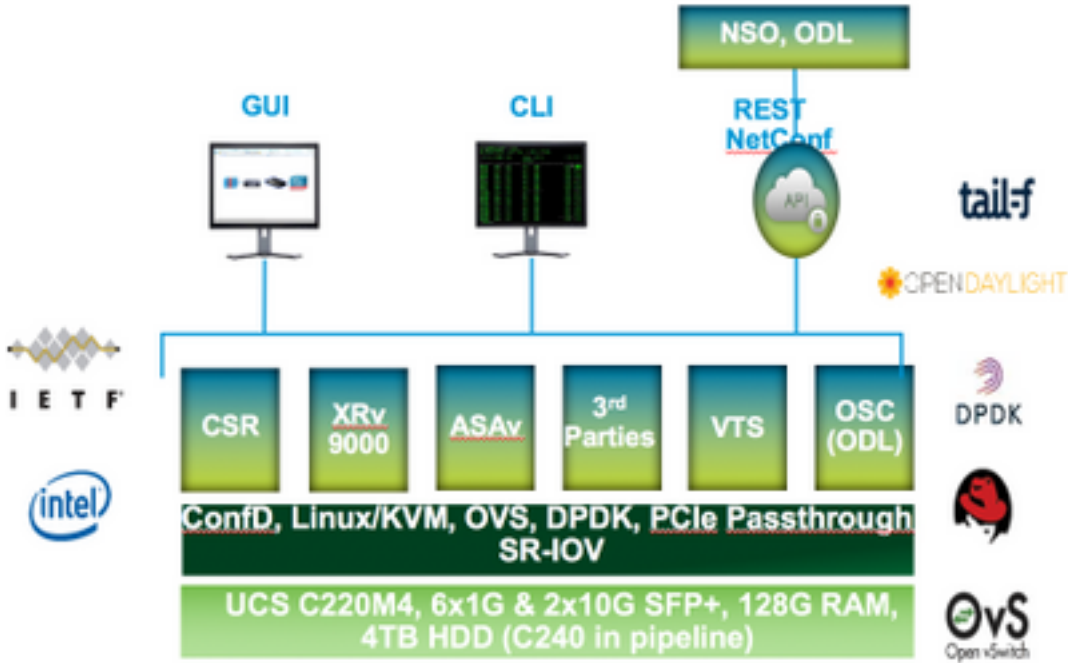 NSO, ODL
GUI
CLI
REST
NetConf
API
tail-f
OPENDAYLIGHT
IETF
CSR
XRv
9000
ASAv
3rd
Parties
VTS
OSC
(ODL)
DPDK
intel
ConfD, Linux/KVM, OVS, DPDK, PCIe Passthrough
SR-IOV
UCS C220M4, 6x1G & 2x10G SFP+, 128G RAM,
4TB HDD (C240 in pipeline)
OvS
Open vSwitch